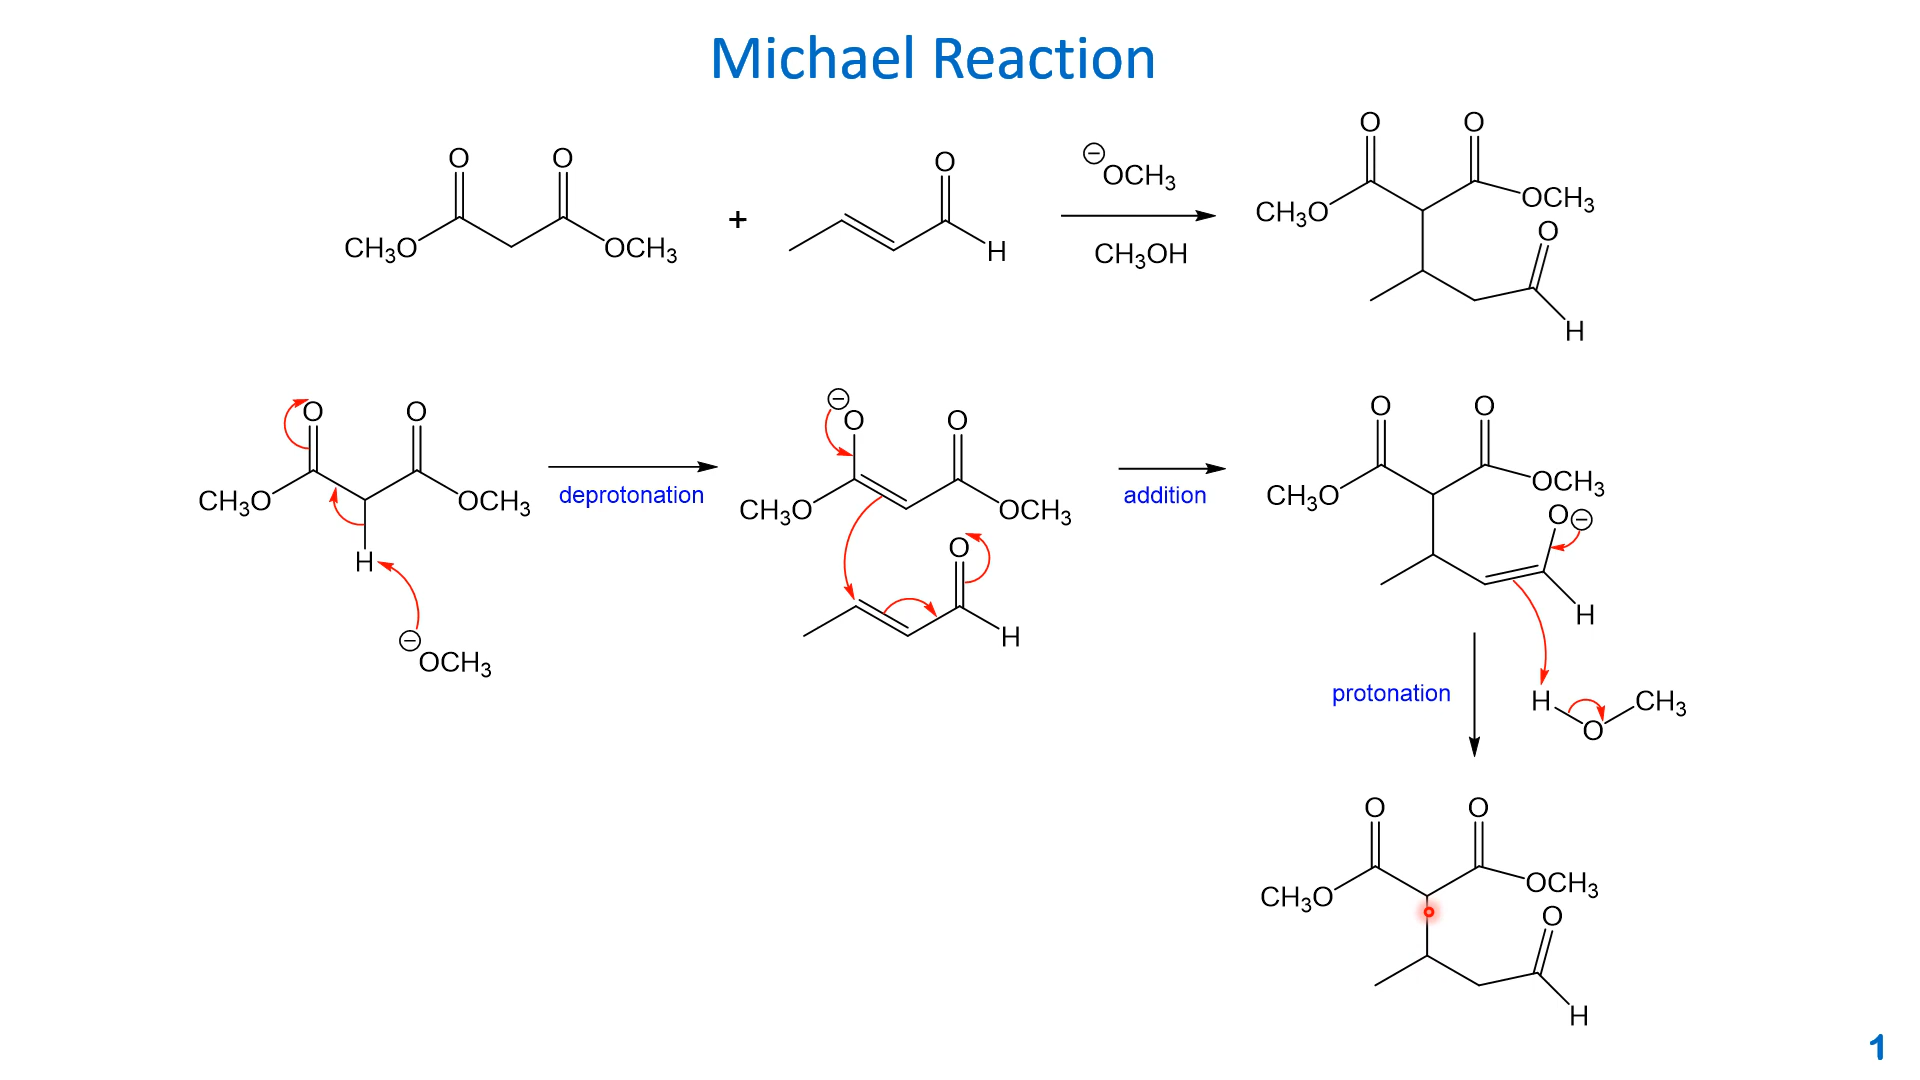 Michael Reaction
O O O O O
CH₃O OCH₃ + H ⊖OCH₃ CH₃OH CH₃O OCH₃ O H
O O ⊖ O O O O
CH₃O OCH₃ deprotonation CH₃O OCH₃ addition CH₃O OCH₃
H O O ⊖
⊖ OCH₃ H H
protonation H O CH₃
O O
CH₃O OCH₃
O
H
1